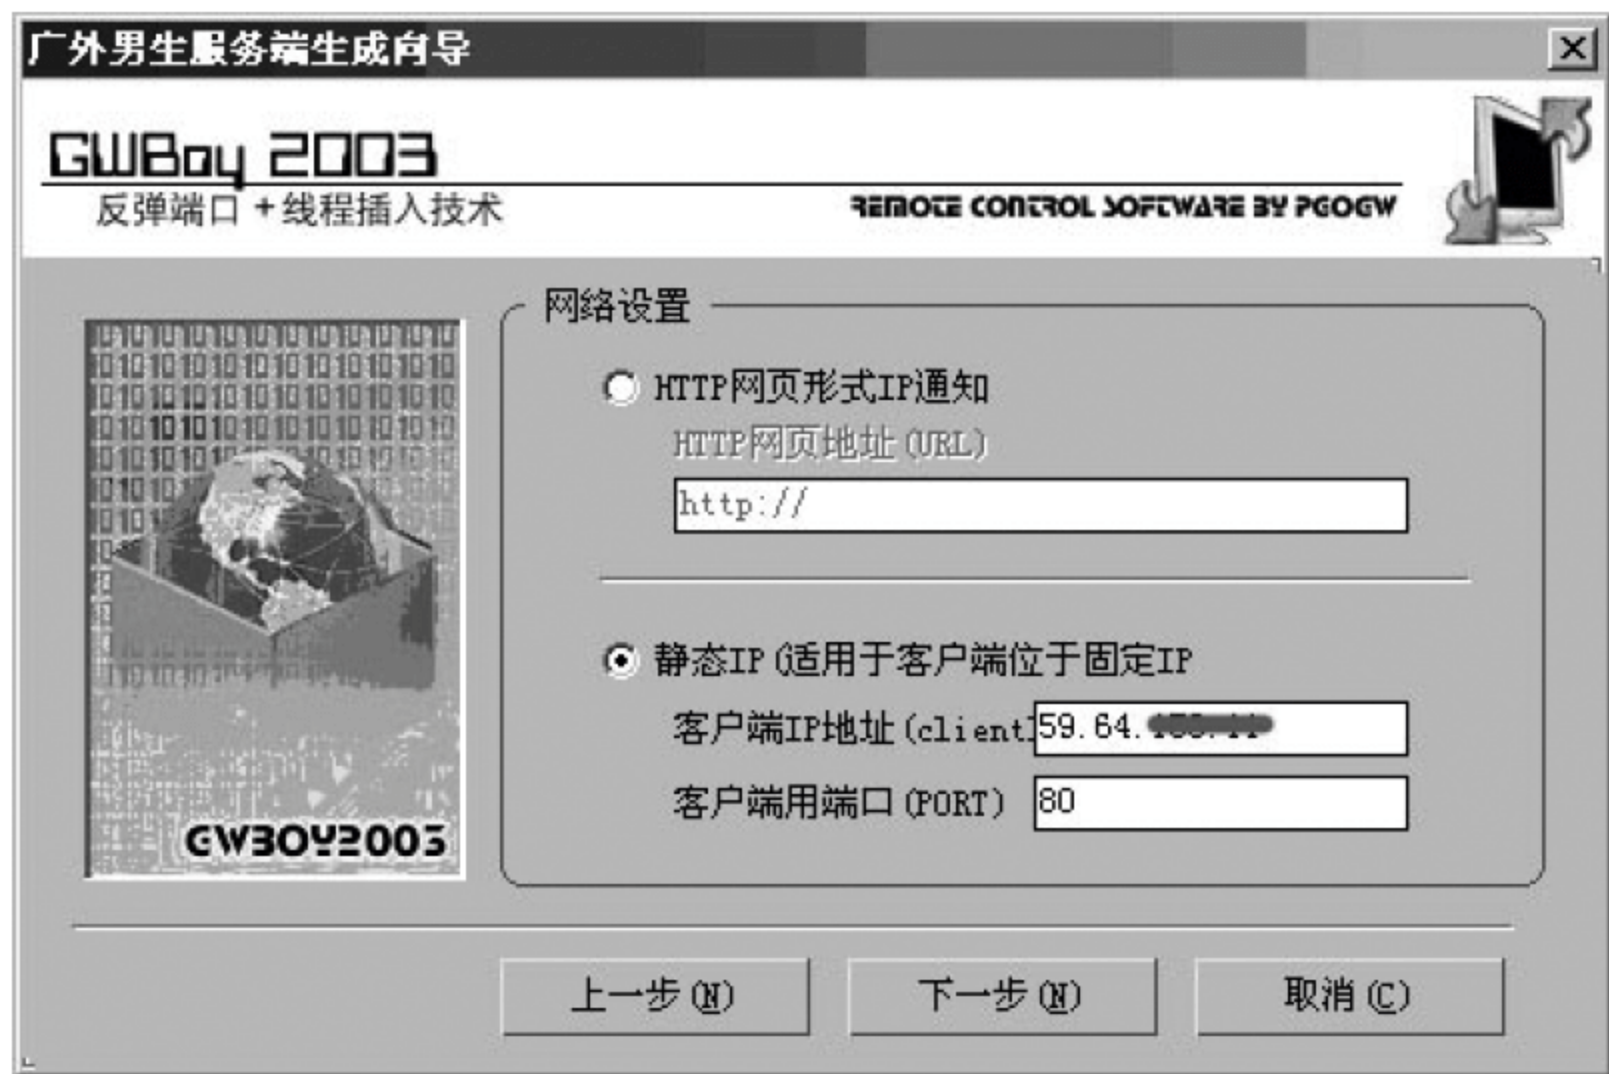 广外男生服务端生成向导
GWBoy 2003
反弹端口+线程插入技术
REMOTE CONTROL SOFTWARE BY PGOGW
网络设置
HTTP网页形式IP通知
HTTP网页地址(URL)
http://
静态IP(适用于客户端位于固定IP
客户端IP地址(client
59.64.
客户端用端口(PORT)
80
GWBOY2003
上一步(N)
下一步(N)
取消(C)